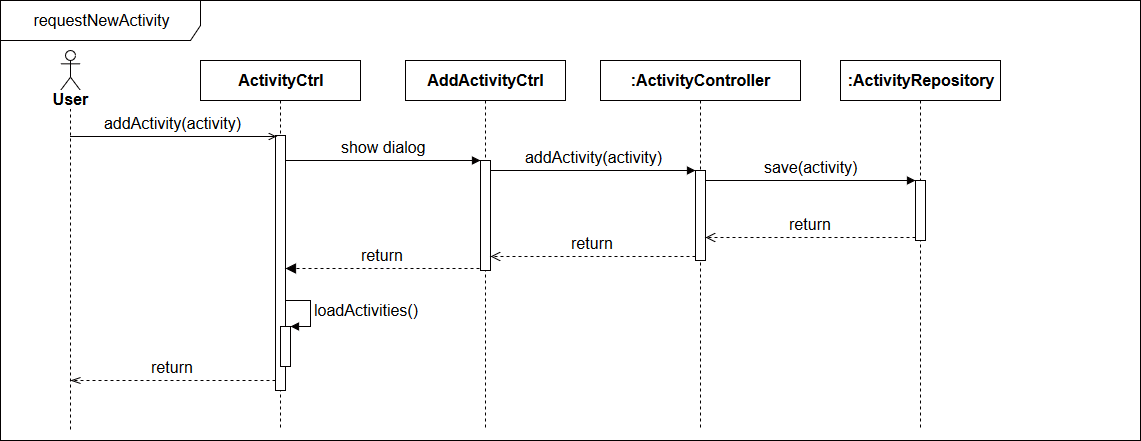 requestNewActivity
User
ActivityCtrl
AddActivityCtrl
:ActivityController
:ActivityRepository
addActivity(activity)
show dialog
addActivity(activity)
save(activity)
return
return
return
loadActivities()
return